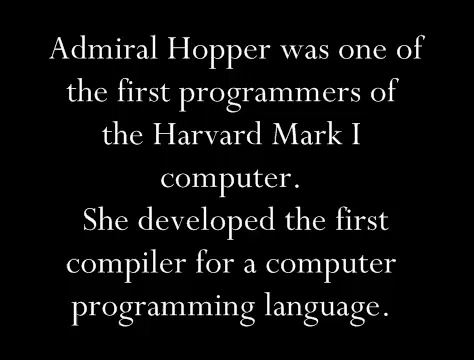 Admiral Hopper was one of
the first programmers of
the Harvard Mark I
computer.
She developed the first
compiler for a computer
programming language.